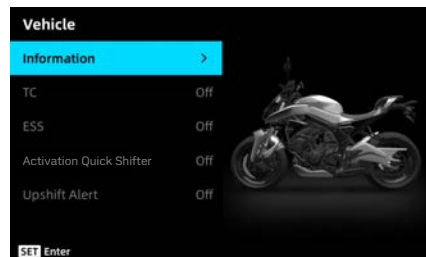 Vehicle
Information >
TC Off
ESS Off
Activation Quick Shifter Off
Upshift Alert Off
SET Enter